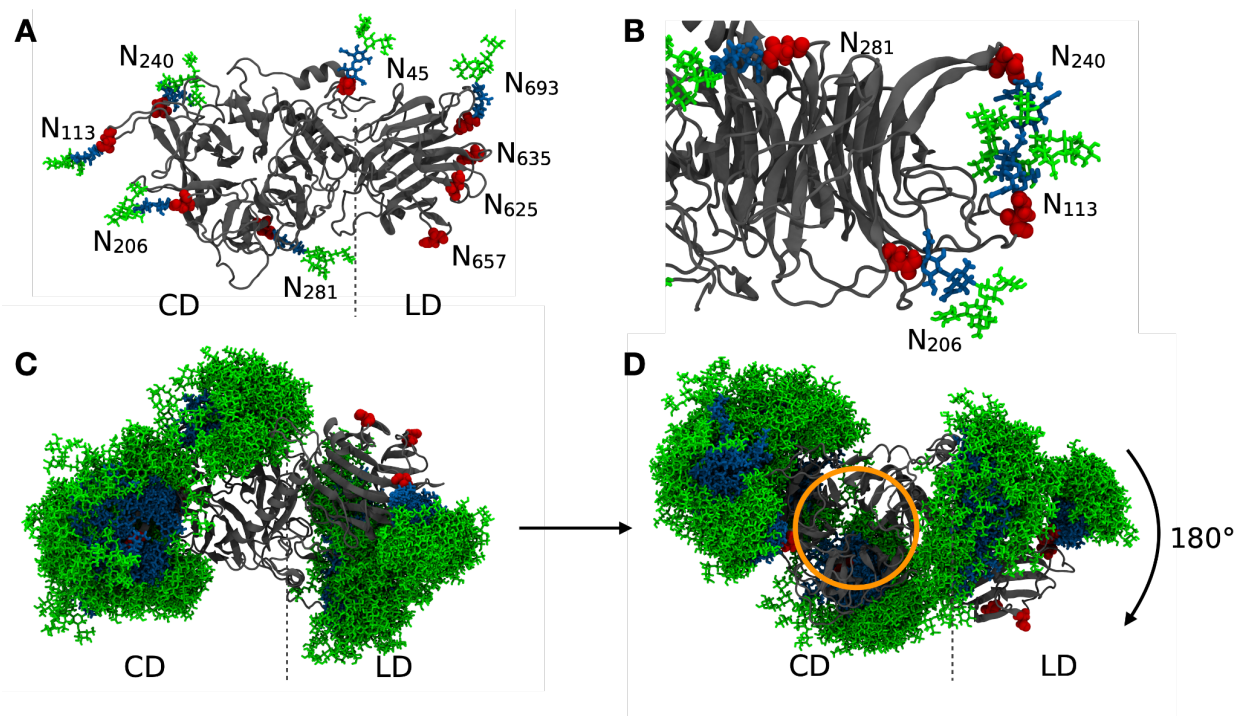 A
N240
N45
N693
N113
N635
N625
N206
N657
N281
CD
LD
B
N281
N240
N113
N206
C
CD
LD
D
180°
CD
LD